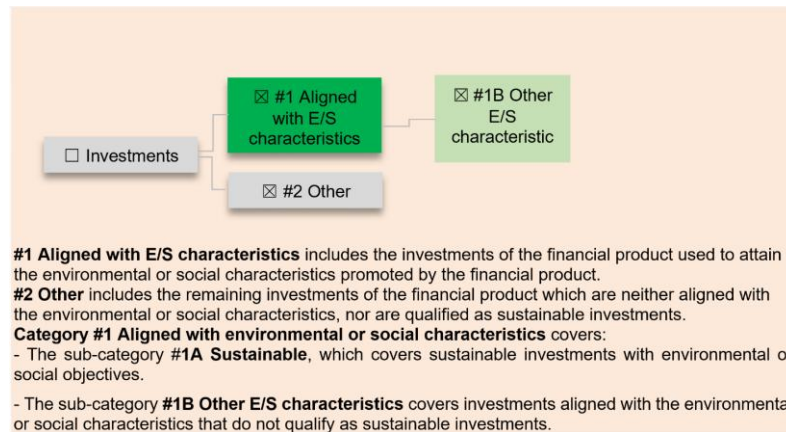 ☒ #1 Aligned
with E/S
characteristics
☒ #1B Other
E/S
characteristic
☐ Investments
☒ #2 Other
#1 Aligned with E/S characteristics includes the investments of the financial product used to attain
the environmental or social characteristics promoted by the financial product.
#2 Other includes the remaining investments of the financial product which are neither aligned with
the environmental or social characteristics, nor are qualified as sustainable investments.
Category #1 Aligned with environmental or social characteristics covers:
- The sub-category #1A Sustainable, which covers sustainable investments with environmental o
social objectives.
- The sub-category #1B Other E/S characteristics covers investments aligned with the environmenta
or social characteristics that do not qualify as sustainable investments.